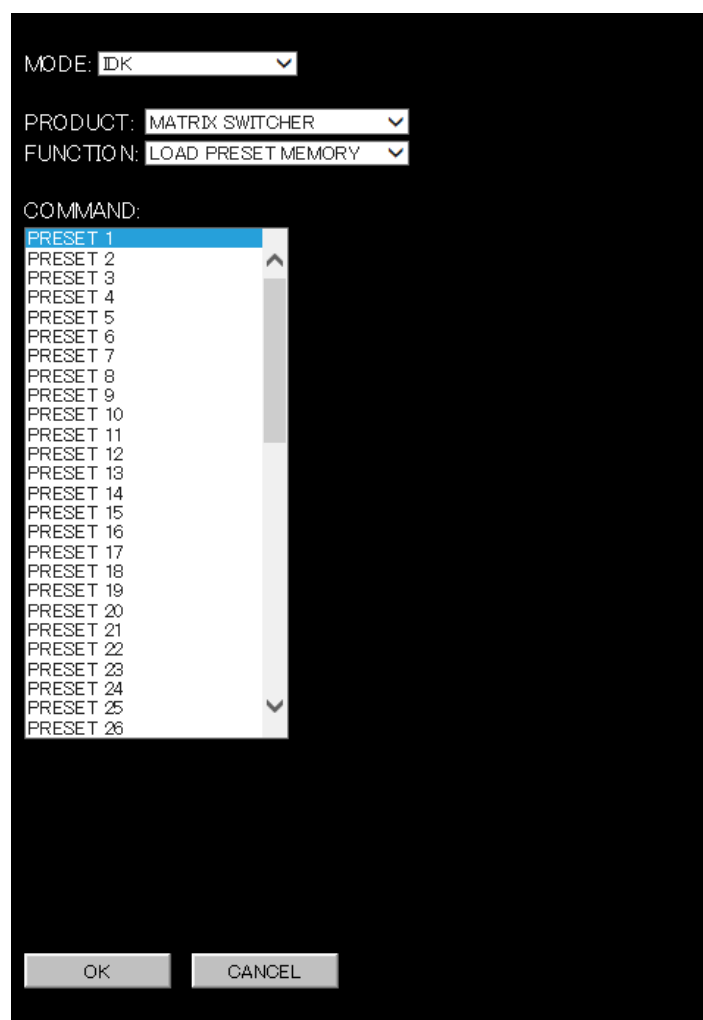 MODE: IDK
PRODUCT: MATRIX SWITCHER
FUNCTION: LOAD PRESET MEMORY
COMMAND:
PRESET 1
PRESET 2
PRESET 3
PRESET 4
PRESET 5
PRESET 6
PRESET 7
PRESET 8
PRESET 9
PRESET 10
PRESET 11
PRESET 12
PRESET 13
PRESET 14
PRESET 15
PRESET 16
PRESET 17
PRESET 18
PRESET 19
PRESET 20
PRESET 21
PRESET 22
PRESET 23
PRESET 24
PRESET 25
PRESET 26
OK CANCEL